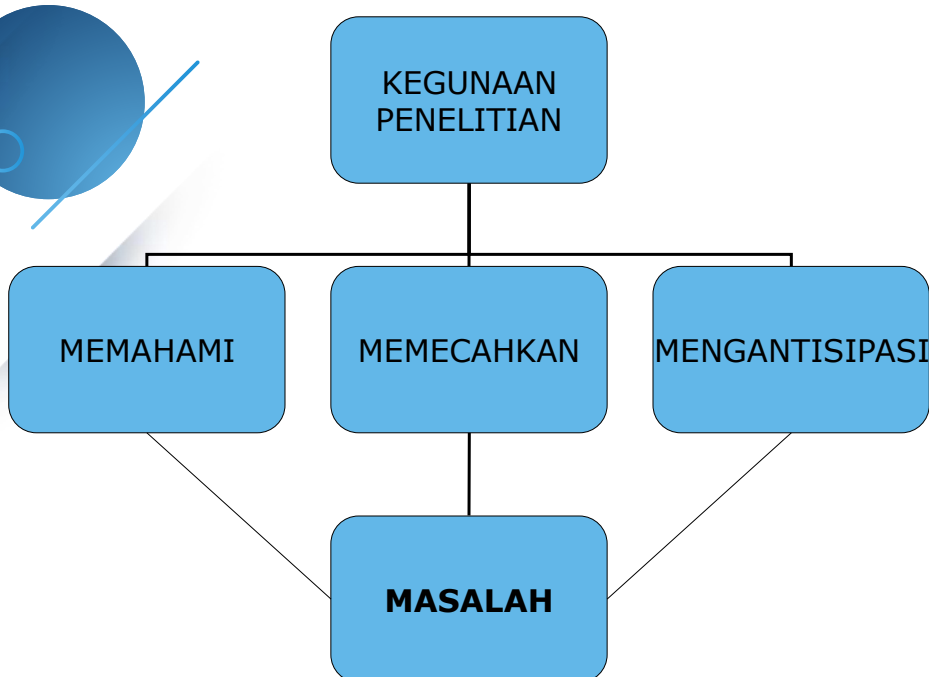 KEGUNAAN
PENELITIAN
MEMAHAMI
MEMECAHKAN
MENGANTISIPASI
MASALAH